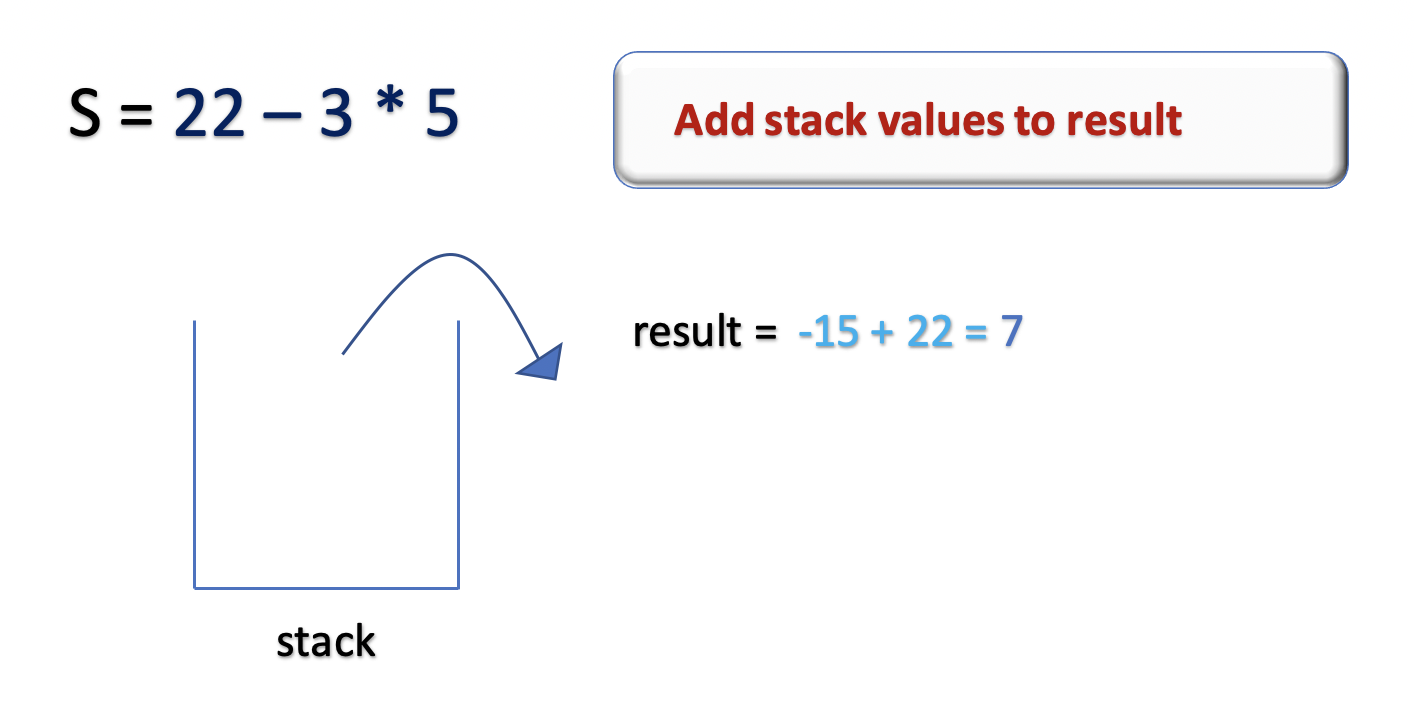 S = 22 – 3 * 5
Add stack values to result
result = -15 + 22 = 7
stack